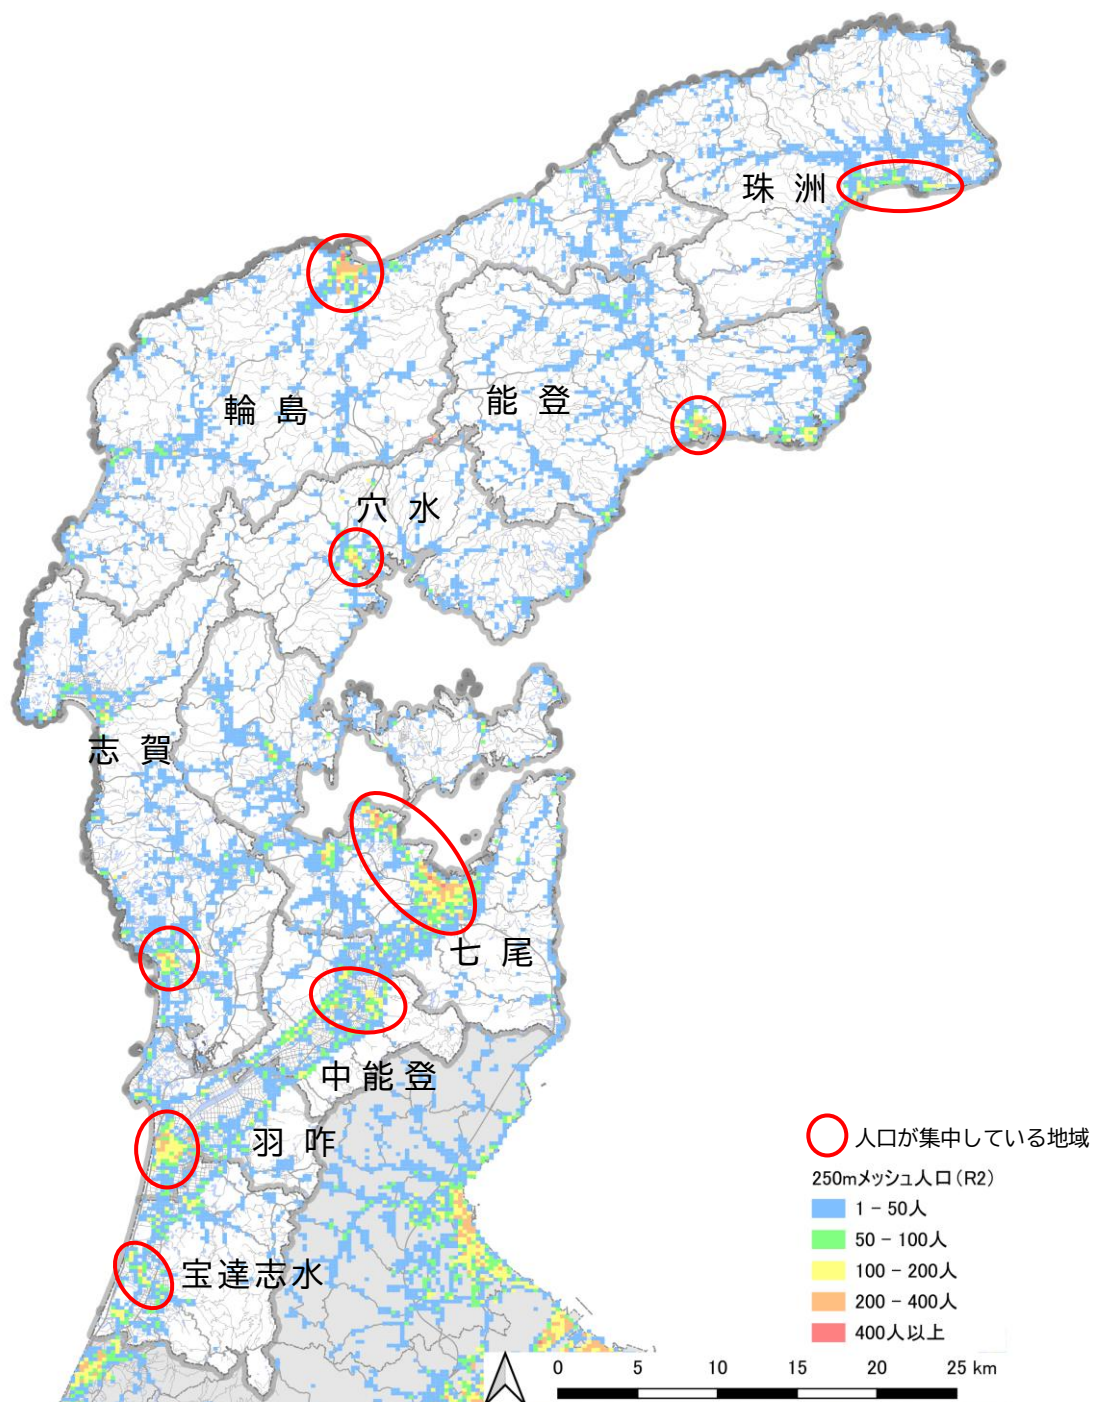 珠洲
輪島
能登
穴水
志賀
七尾
中能登
羽咋
宝達志水
人口が集中している地域
250mメッシュ人口(R2)
1 - 50人
50 - 100人
100 - 200人
200 - 400人
400人以上
0 5 10 15 20 25 km